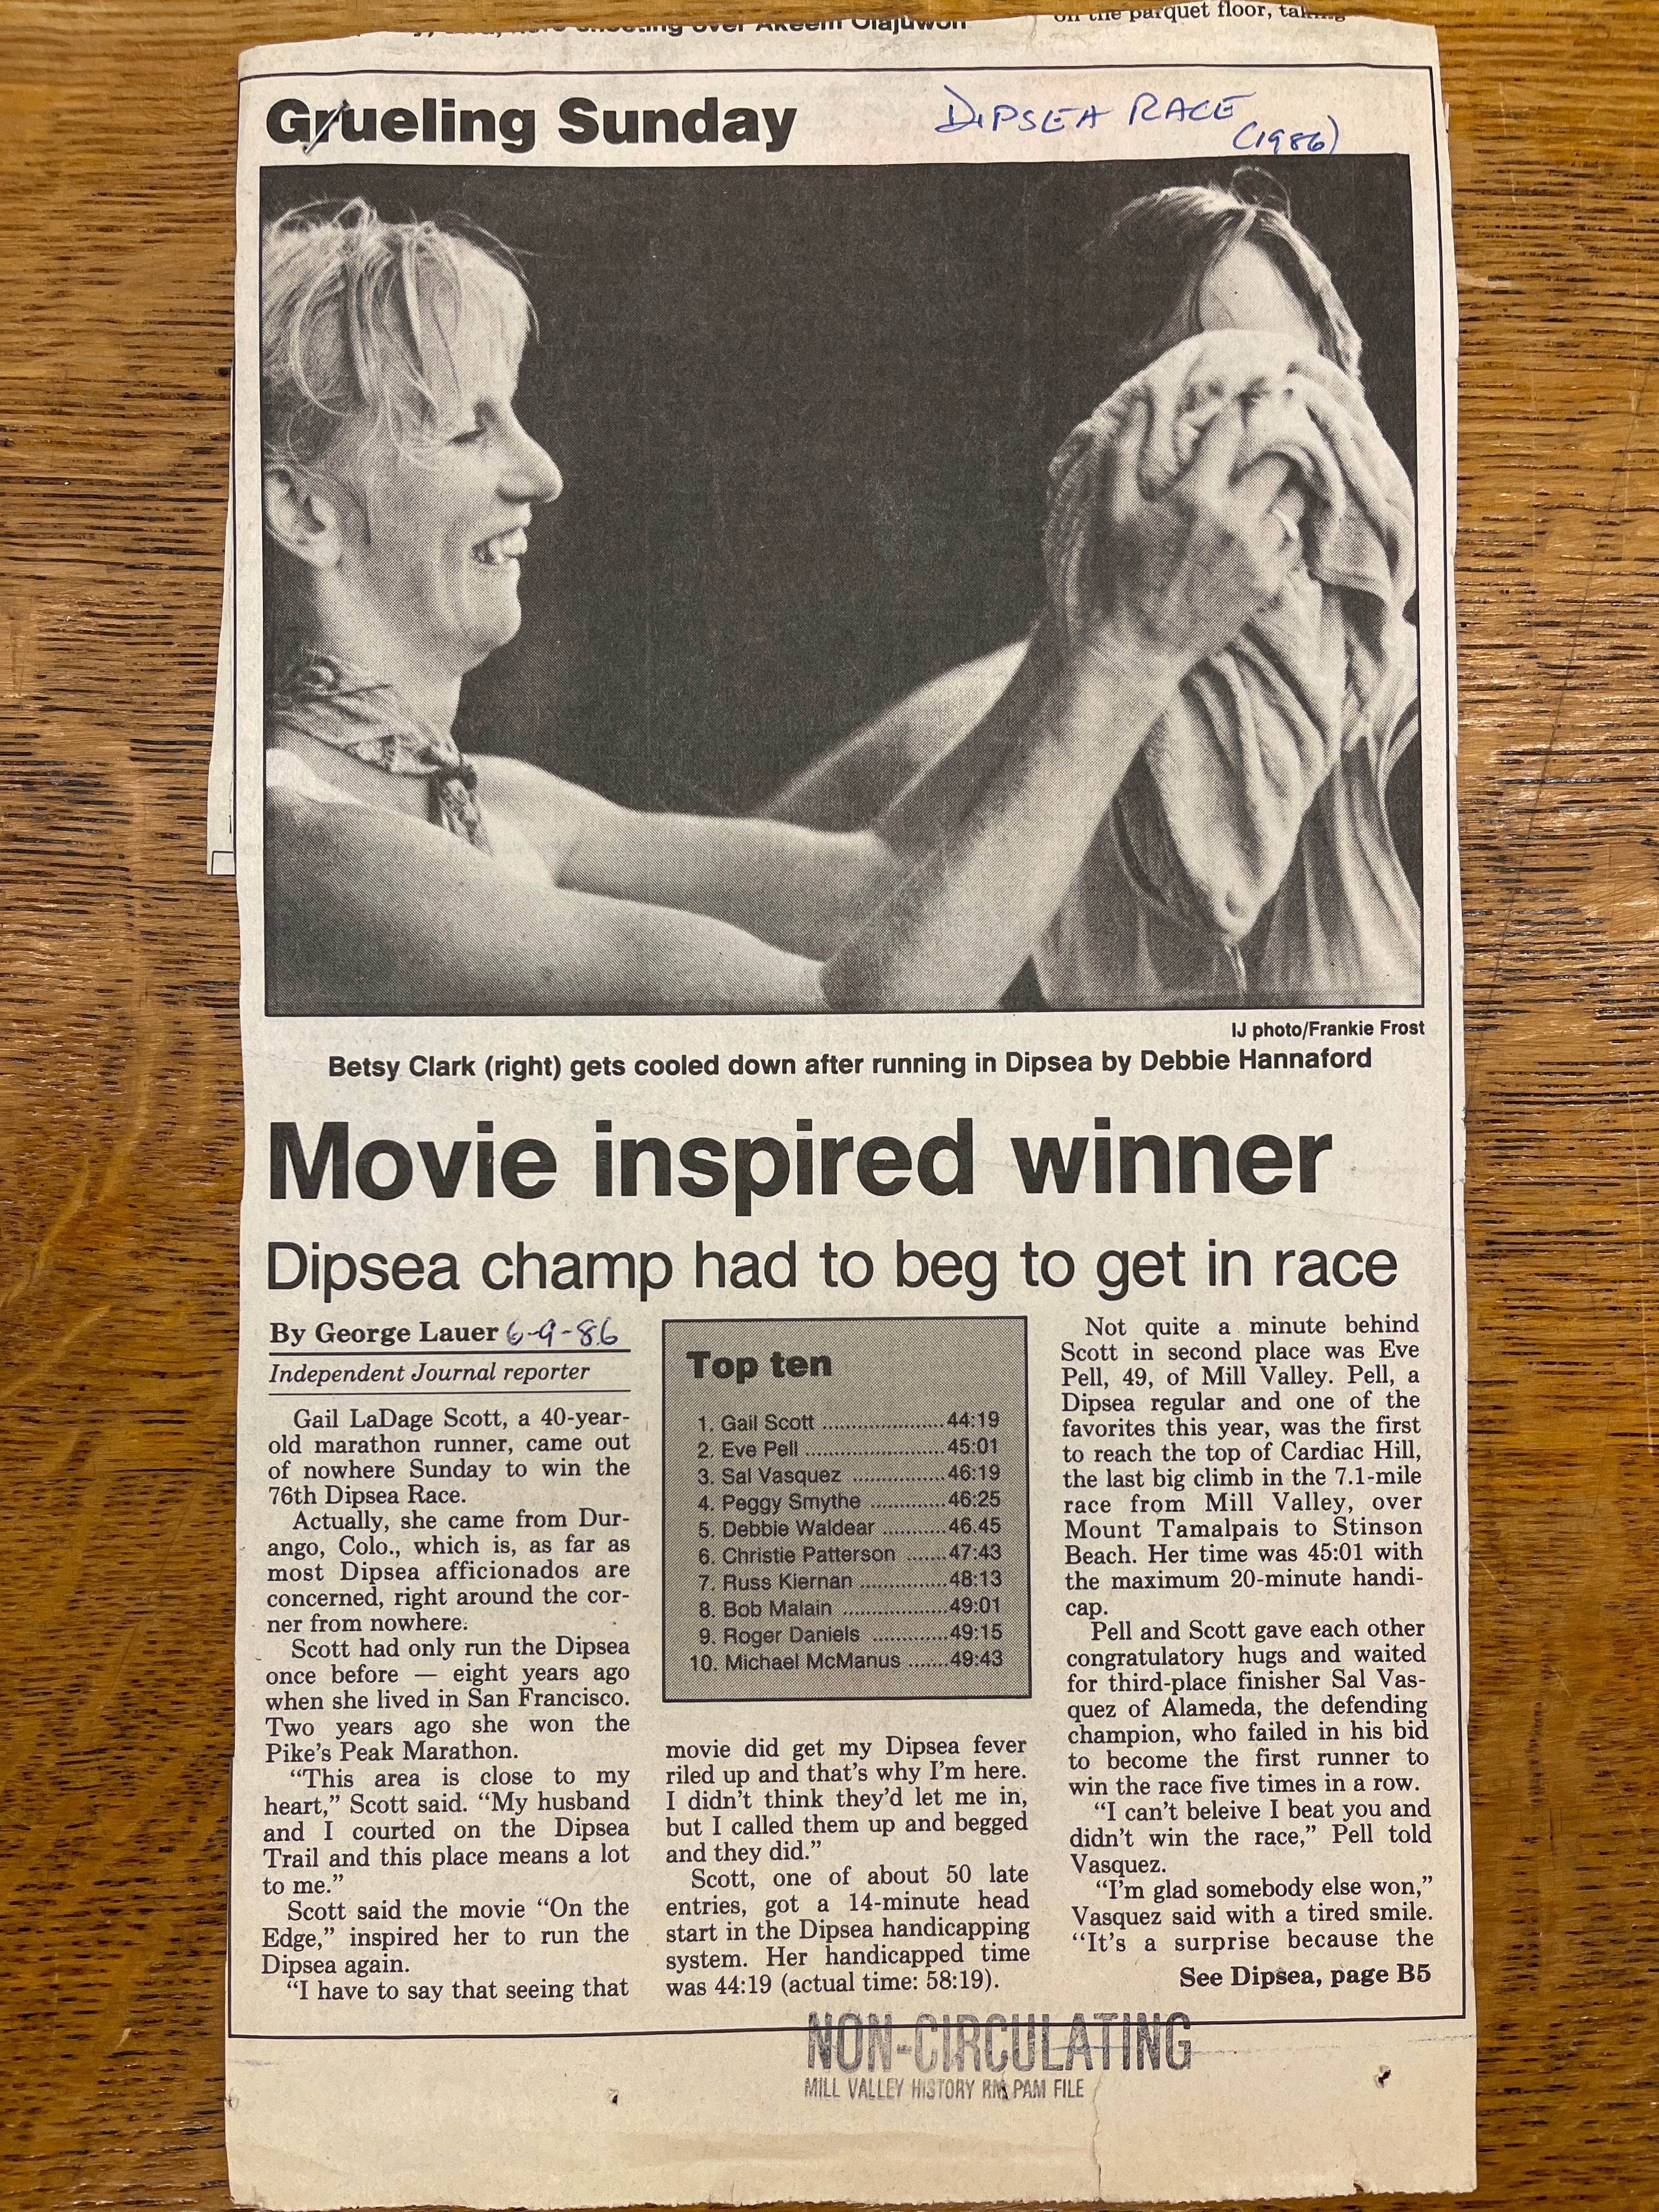 shooting over Akeem Olajuwon
on the parquet floor, taking
Grueling Sunday
DIPSEA RACE
(1986)
IJ photo/Frankie Frost
Betsy Clark (right) gets cooled down after running in Dipsea by Debbie Hannaford
Movie inspired winner
Dipsea champ had to beg to get in race
By George Lauer 6-9-86
Independent Journal reporter
Gail LaDage Scott, a 40-year-
old marathon runner, came out
of nowhere Sunday to win the
76th Dipsea Race.
Actually, she came from Dur-
ango, Colo., which is, as far as
most Dipsea afficionados are
concerned, right around the cor-
ner from nowhere.
Scott had only run the Dipsea
once before — eight years ago
when she lived in San Francisco.
Two years ago she won the
Pike's Peak Marathon.
"This area is close to my
heart," Scott said. "My husband
and I courted on the Dipsea
Trail and this place means a lot
to me."
Scott said the movie "On the
Edge," inspired her to run the
Dipsea again.
"I have to say that seeing that
Top ten
1. Gail Scott ......................44:19
2. Eve Pell .........................45:01
3. Sal Vasquez .................46:19
4. Peggy Smythe .............46:25
5. Debbie Waldear ...........46.45
6. Christie Patterson .......47:43
7. Russ Kiernan ...............48:13
8. Bob Malain ...................49:01
9. Roger Daniels .............49:15
10. Michael McManus .......49:43
movie did get my Dipsea fever
riled up and that's why I'm here.
I didn't think they'd let me in,
but I called them up and begged
and they did."
Scott, one of about 50 late
entries, got a 14-minute head
start in the Dipsea handicapping
system. Her handicapped time
was 44:19 (actual time: 58:19).
Not quite a minute behind
Scott in second place was Eve
Pell, 49, of Mill Valley. Pell, a
Dipsea regular and one of the
favorites this year, was the first
to reach the top of Cardiac Hill,
the last big climb in the 7.1-mile
race from Mill Valley, over
Mount Tamalpais to Stinson
Beach. Her time was 45:01 with
the maximum 20-minute handi-
cap.
Pell and Scott gave each other
congratulatory hugs and waited
for third-place finisher Sal Vas-
quez of Alameda, the defending
champion, who failed in his bid
to become the first runner to
win the race five times in a row.
"I can't beleive I beat you and
didn't win the race," Pell told
Vasquez.
"I'm glad somebody else won,"
Vasquez said with a tired smile.
"It's a surprise because the
See Dipsea, page B5
NON-CIRCULATING
MILL VALLEY HISTORY RM PAM FILE